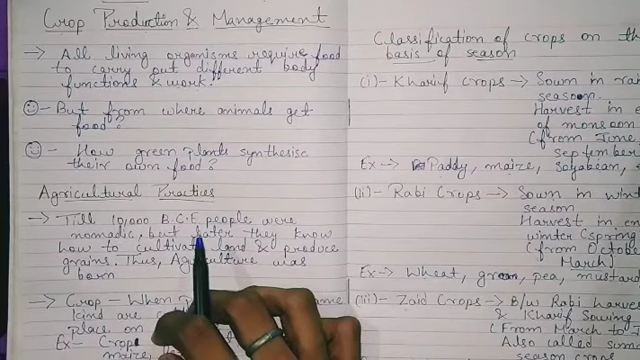 Crop Production & Management
→ All living organisms require food
to carry out different body
functions & work.
- But from where animals get
food?
- How green plants synthesise
their own food?
Agricultural Practices
→ Till 10,000 B.C.E people were
nomadic, but later they know
how to cultivate land & produce
grains. Thus, Agriculture was
born
→ Crop - When
kind are
place on
Ex - Crop
maize,
Classification of crops on
basis of season
(i) - Kharif crops → Sown in
season.
Harvest in
of monsoon
(from June
september
Ex → Paddy, maize, soyabean,
(ii) - Rabi Crops → Sown in
season
Harvest in
winter (spring
(from October
March)
Ex → Wheat, gram, pea, mustard
(iii) - Zaid Crops → B/w Rabi
& Kharif Sowing
(From March to
Also called
season crops